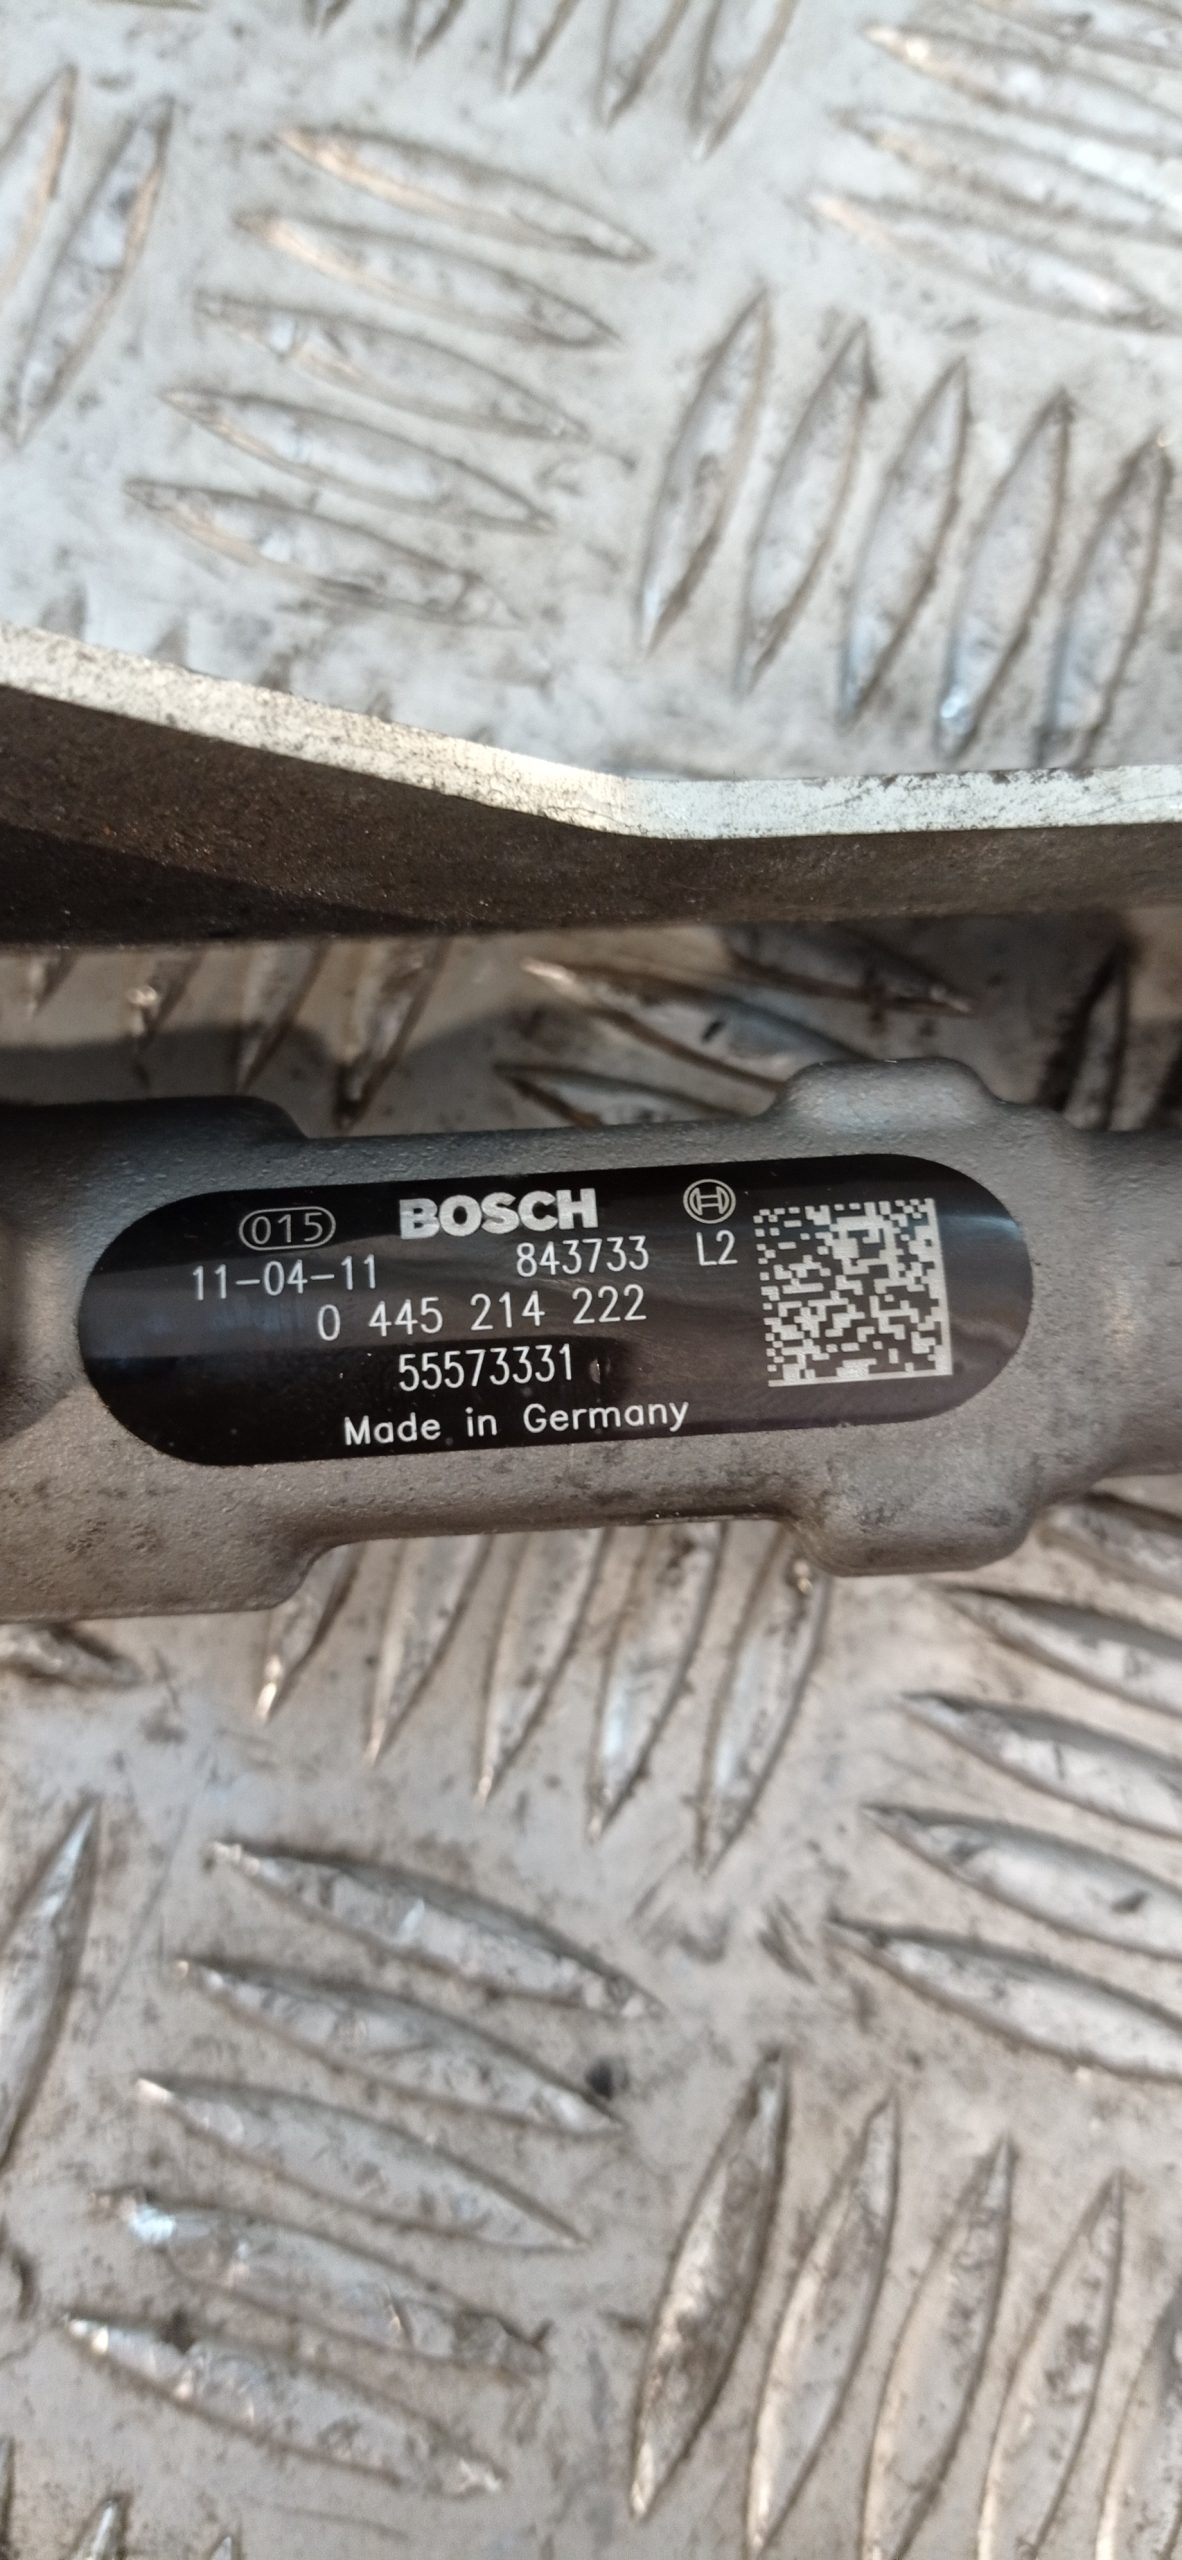 015 BOSCH
11-04-11 843733 L2
0 445 214 222
55573331
Made in Germany